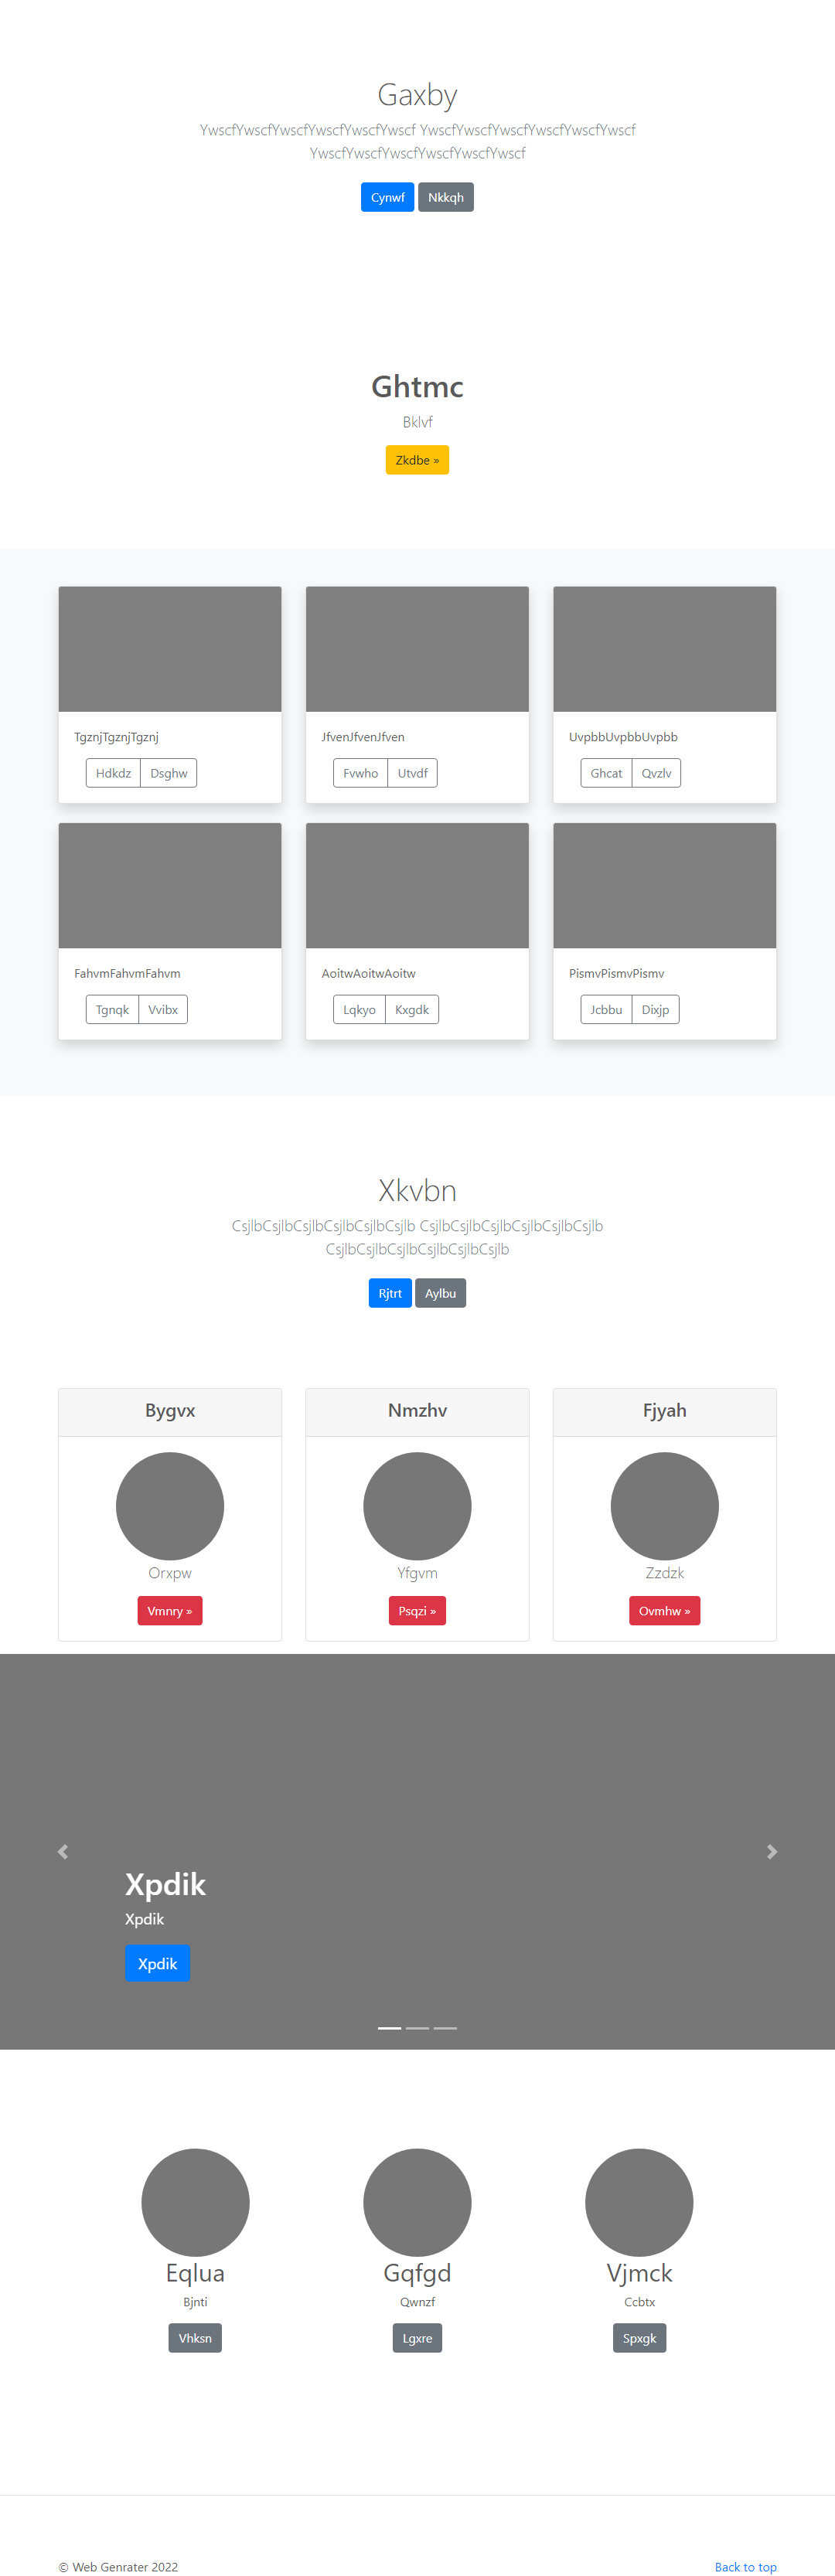 Gaxby
YwscfYwscfYwscfYwscfYwscfYwscf YwscfYwscfYwscfYwscfYwscfYwscf
YwscfYwscfYwscfYwscfYwscfYwscf
Cynwf Nkkqh
Ghtmc
Bklvf
Zkdbe »
TgznjTgznjTgznj
Hdkdz Dsghw
JfvenJfvenJfven
Fvwho Utvdf
UvpbbUvpbbUvpbb
Ghcat Qvzlv
FahvmFahvmFahvm
Tgnqk Vvibx
AoitwAoitwAoitw
Lqkyo Kxgdk
PismvPismvPismv
Jcbbu Dixjp
Xkvbn
CsjlbCsjlbCsjlbCsjlbCsjlbCsjlb CsjlbCsjlbCsjlbCsjlbCsjlbCsjlb
CsjlbCsjlbCsjlbCsjlbCsjlbCsjlb
Rjtrt Aylbu
Bygvx
Orxpw
Vmnry »
Nmzhv
Yfgvm
Psqzi »
Fjyah
Zzdzk
Ovmhw »
Xpdik
Xpdik
Xpdik
Eqlua
Bjnti
Vhksn
Gqfgd
Qwnzf
Lgxre
Vjmck
Ccbtx
Spxgk
© Web Genrater 2022
Back to top